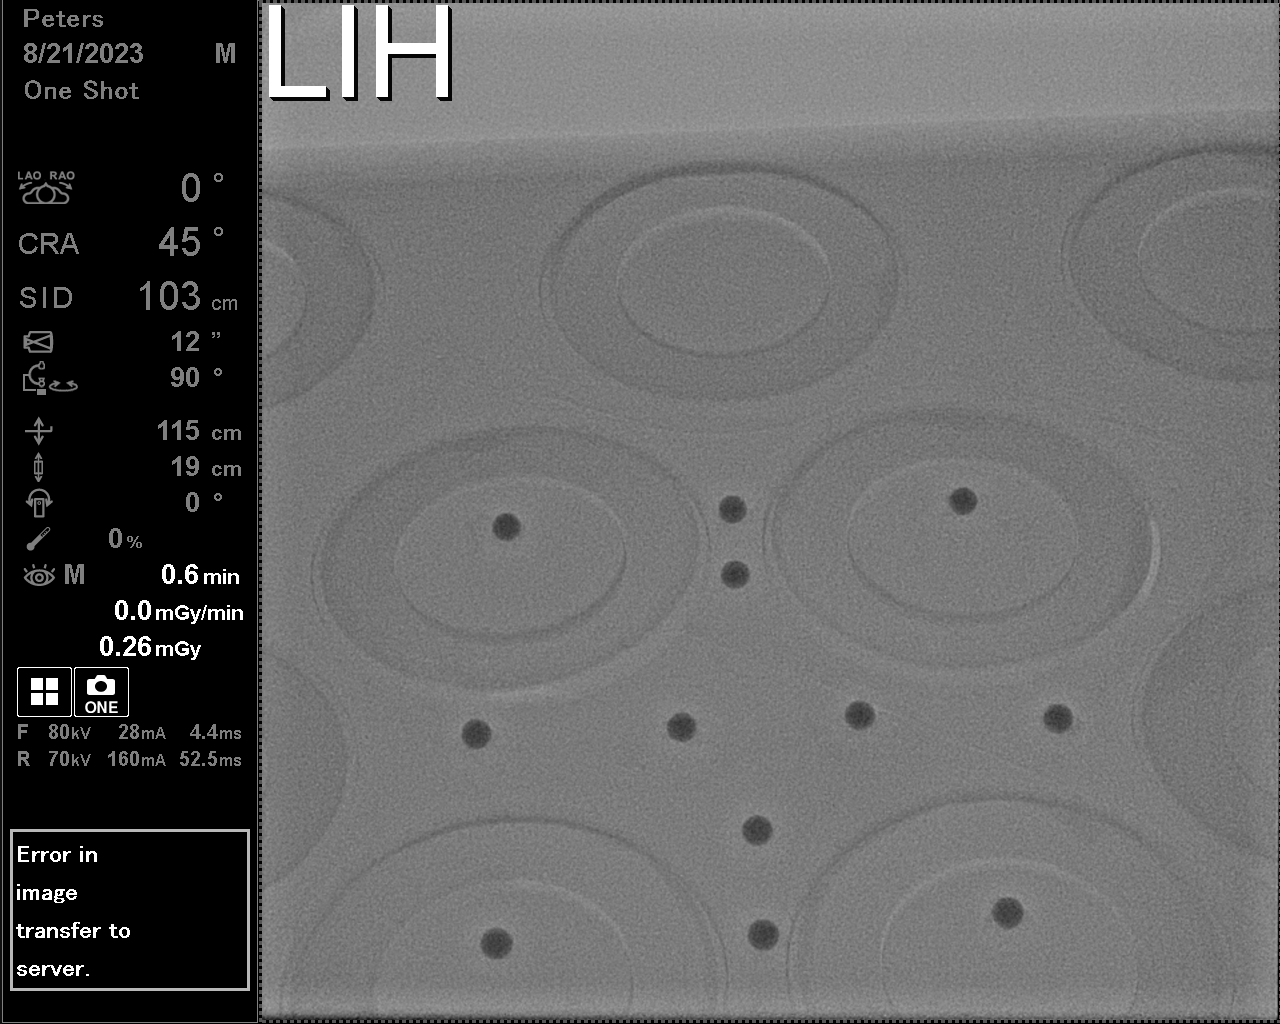 Peters
8/21/2023 M
One Shot
LIH
LAO RAO
0 °
CRA 45 °
SID 103 cm
12 ”
90 °
115 cm
19 cm
0 °
0 %
M 0.6 min
0.0 mGy/min
0.26 mGy
ONE
F 80kV 28mA 4.4ms
R 70kV 160mA 52.5ms
Error in
image
transfer to
server.